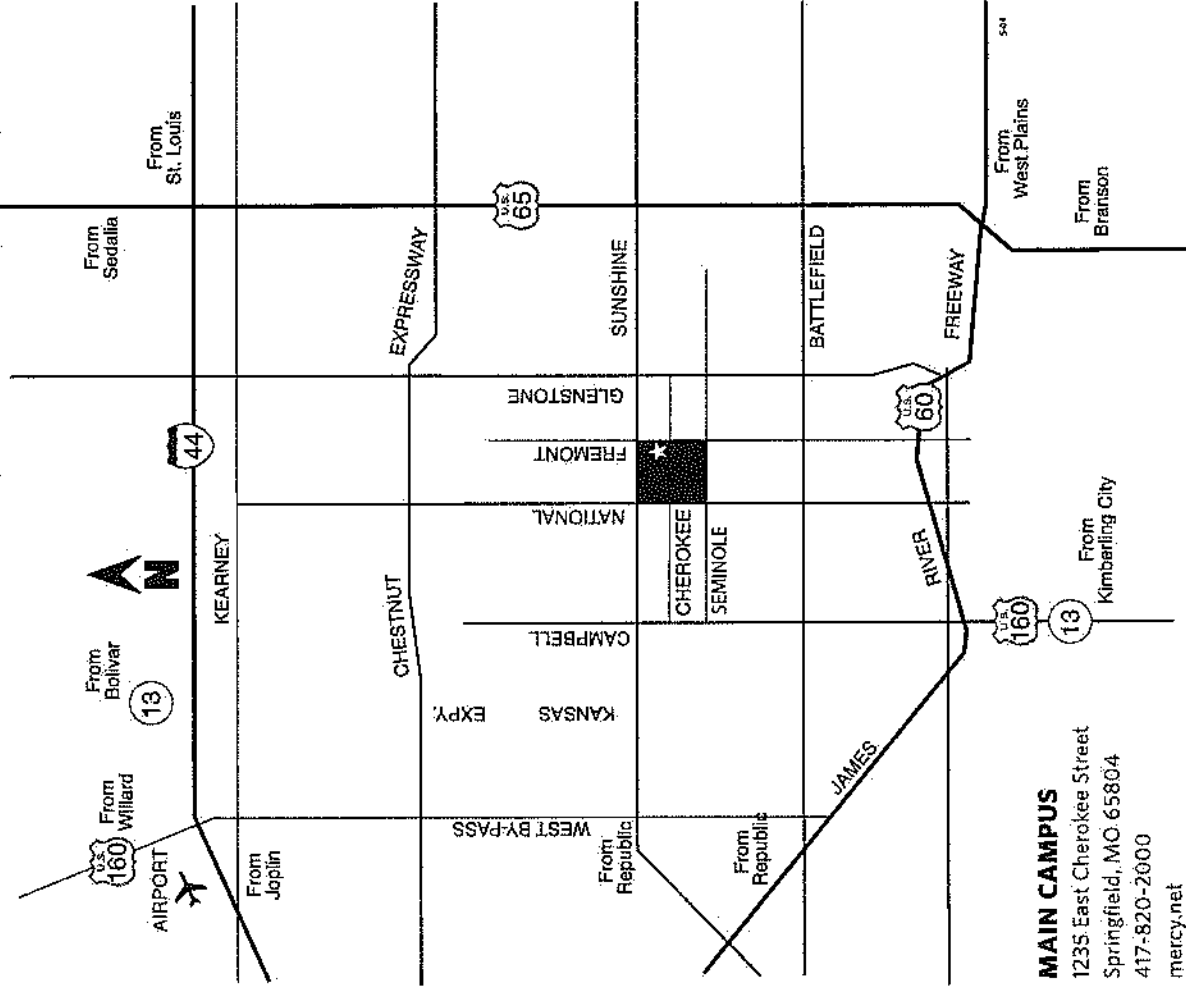 From
Sedalia
From
St. Louis
From
Bolivar
13
From
Willard
U.S.
160
AIRPORT
N
44
KEARNEY
From
Joplin
EXPRESSWAY
CHESTNUT
U.S.
65
EXPY.
KANSAS
WEST BY-PASS
CAMPBELL
NATIONAL
FREMONT
GLENSTONE
SUNSHINE
CHEROKEE
SEMINOLE
From
Republic
From
Republic
BATTLEFIELD
JAMES
RIVER
FREEWAY
U.S.
60
U.S.
160
13
From
Kimberling City
From
West Plains
From
Branson
5-04
MAIN CAMPUS
1235 East Cherokee Street
Springfield, MO 65804
417-820-2000
mercy.net